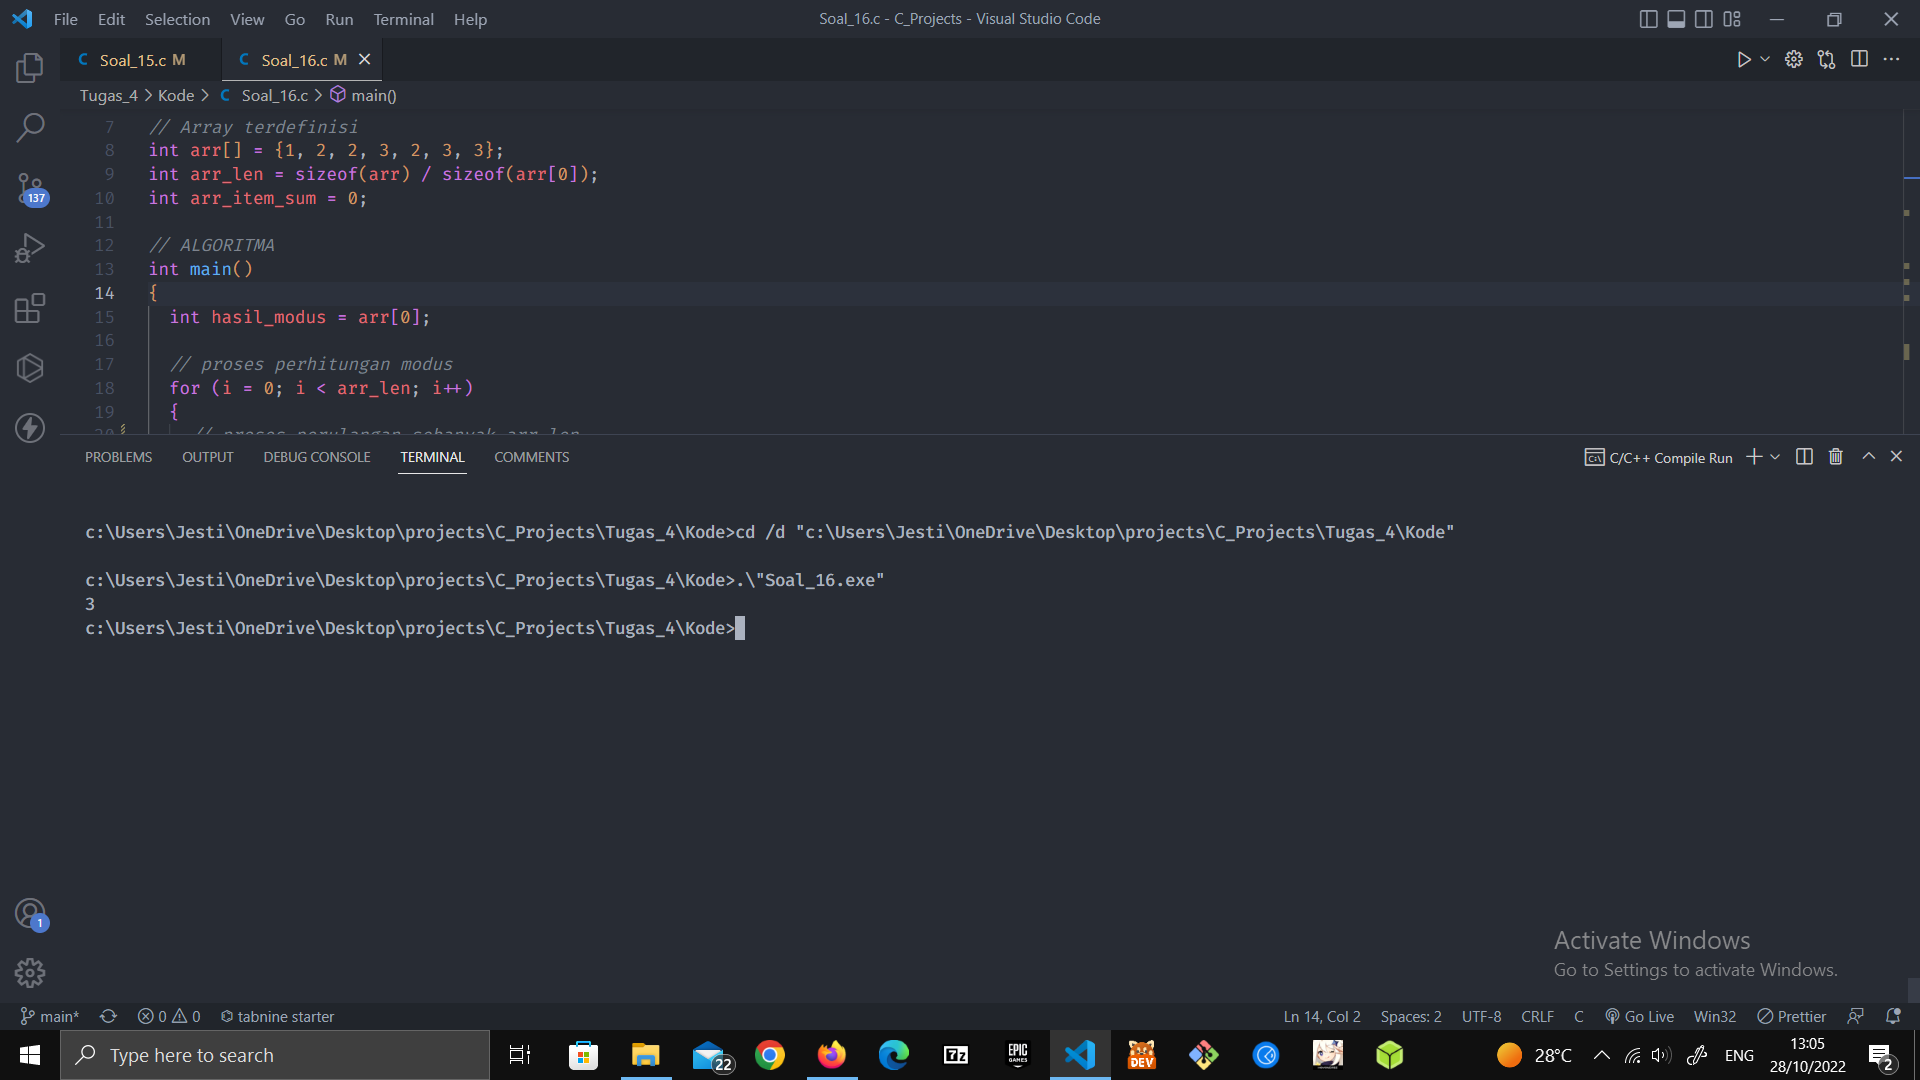 File Edit Selection View Go Run Terminal Help
Soal_16.c - C_Projects - Visual Studio Code
C Soal_15.c M
C Soal_16.c M
Tugas_4 > Kode > C Soal_16.c > main()
7 // Array terdefinisi
8 int arr[] = {1, 2, 2, 3, 2, 3, 3};
9 int arr_len = sizeof(arr) / sizeof(arr[0]);
10 int arr_item_sum = 0;
11
12 // ALGORITMA
13 int main()
14 {
15 int hasil_modus = arr[0];
16
17 // proses perhitungan modus
18 for (i = 0; i < arr_len; i++)
19 {
20 // proses perulangan sebanyak arr_len
137
PROBLEMS OUTPUT DEBUG CONSOLE TERMINAL COMMENTS
C/C++ Compile Run
c:\Users\Jesti\OneDrive\Desktop\projects\C_Projects\Tugas_4\Kode>cd /d "c:\Users\Jesti\OneDrive\Desktop\projects\C_Projects\Tugas_4\Kode"
c:\Users\Jesti\OneDrive\Desktop\projects\C_Projects\Tugas_4\Kode>.\"Soal_16.exe"
3
c:\Users\Jesti\OneDrive\Desktop\projects\C_Projects\Tugas_4\Kode>
1
Activate Windows
Go to Settings to activate Windows.
main* 0 0 tabnine starter
Ln 14, Col 2 Spaces: 2 UTF-8 CRLF C Go Live Win32 Prettier
Type here to search
22
7z
EPIC GAMES
DEV
28°C
ENG
13:05
28/10/2022
2